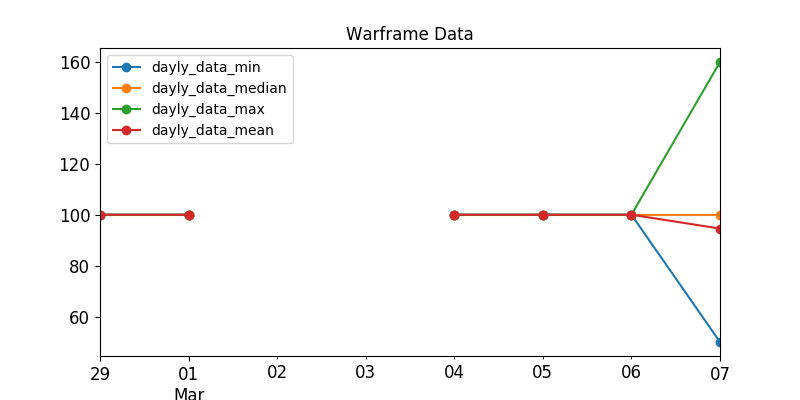 Warframe Data
dayly_data_min
dayly_data_median
dayly_data_max
dayly_data_mean
160
140
120
100
80
60
29 01 02 03 04 05 06 07
Mar